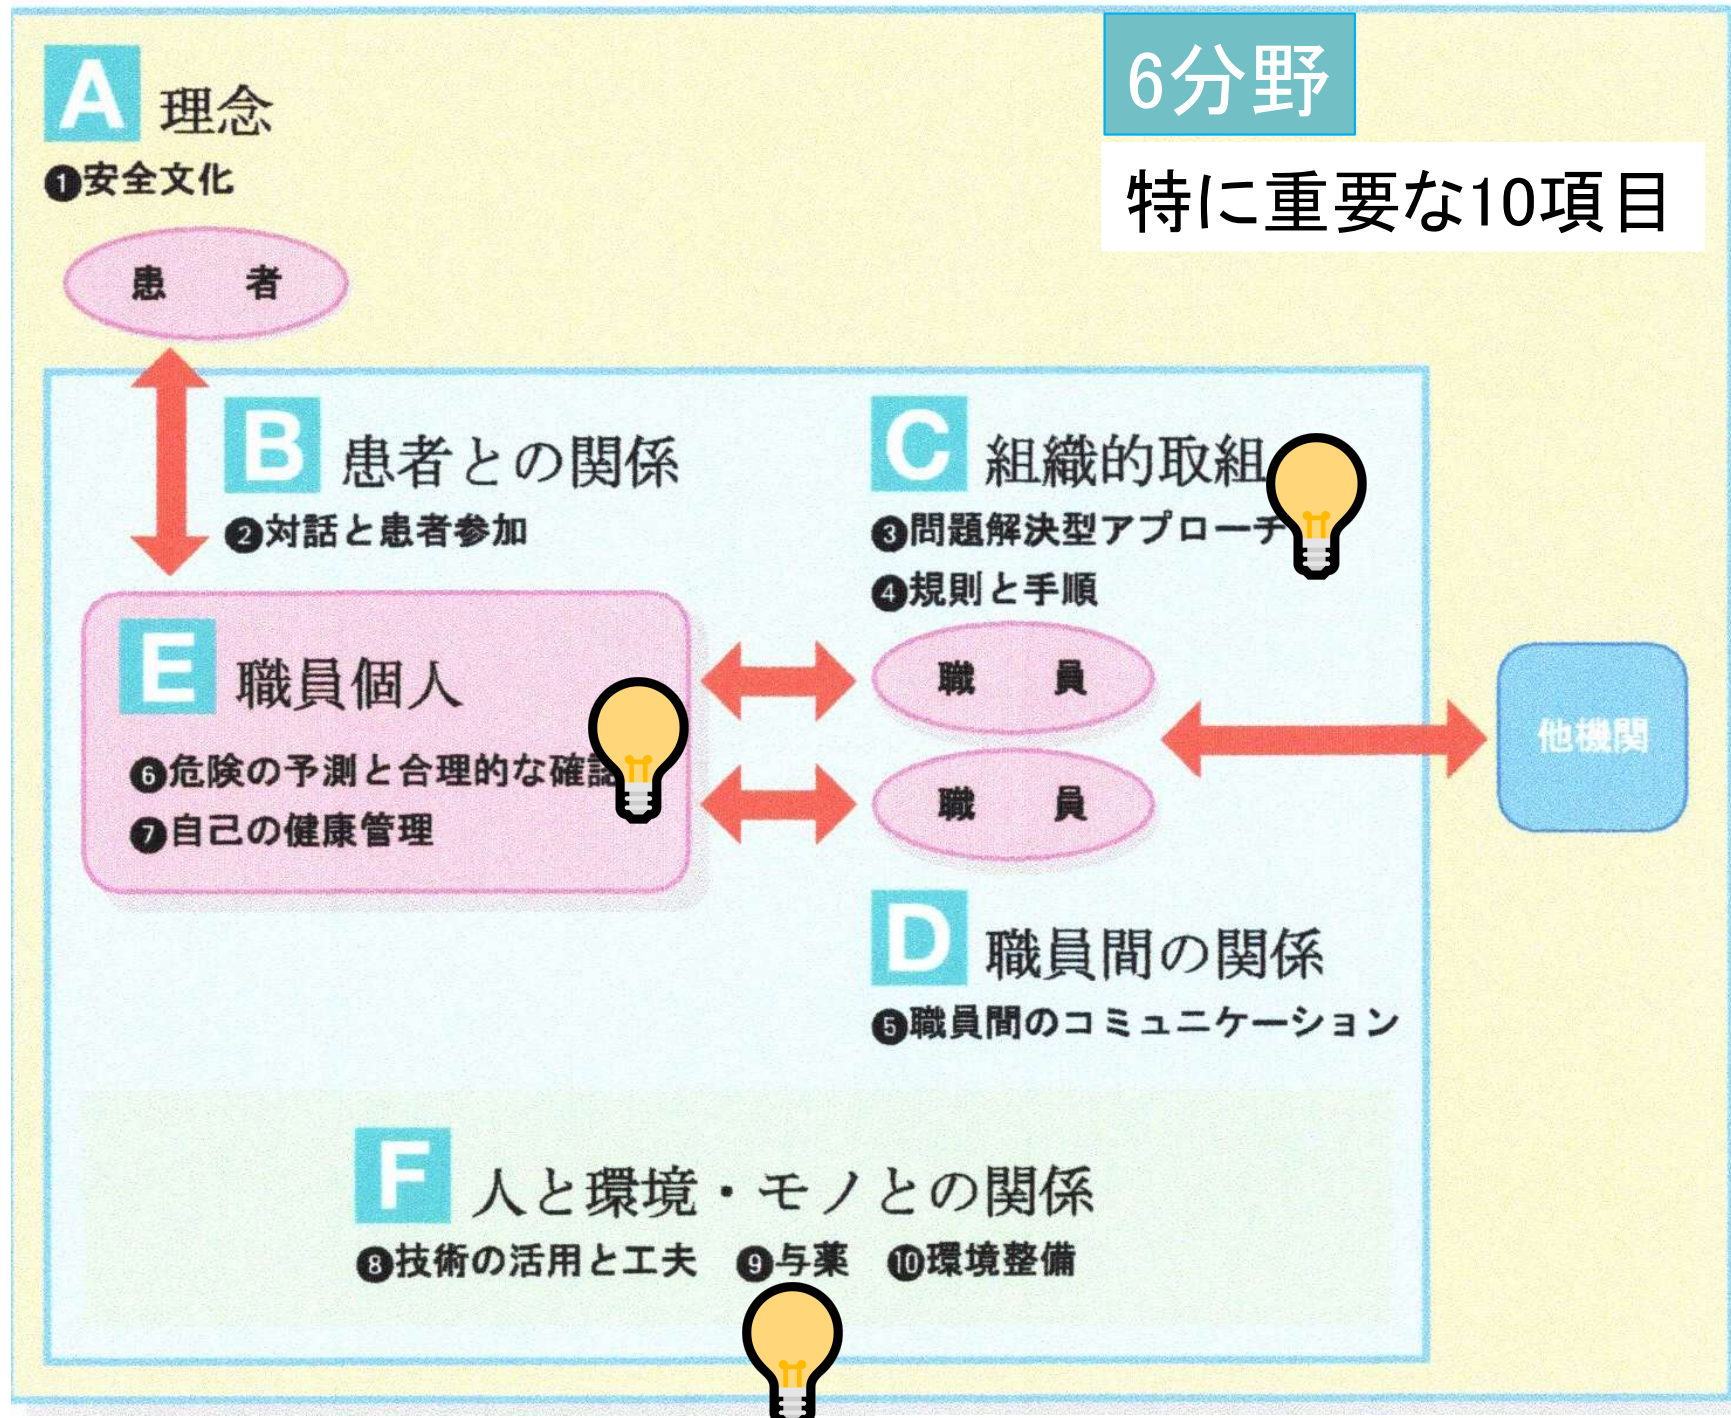 6分野
特に重要な10項目
A 理念
❶安全文化
患 者
B 患者との関係
❷対話と患者参加
C 組織的取組
❸問題解決型アプローチ
❹規則と手順
E 職員個人
❻危険の予測と合理的な確認
❼自己の健康管理
職 員
職 員
他機関
D 職員間の関係
❺職員間のコミュニケーション
F 人と環境・モノとの関係
❽技術の活用と工夫 ❾与薬 ❿環境整備